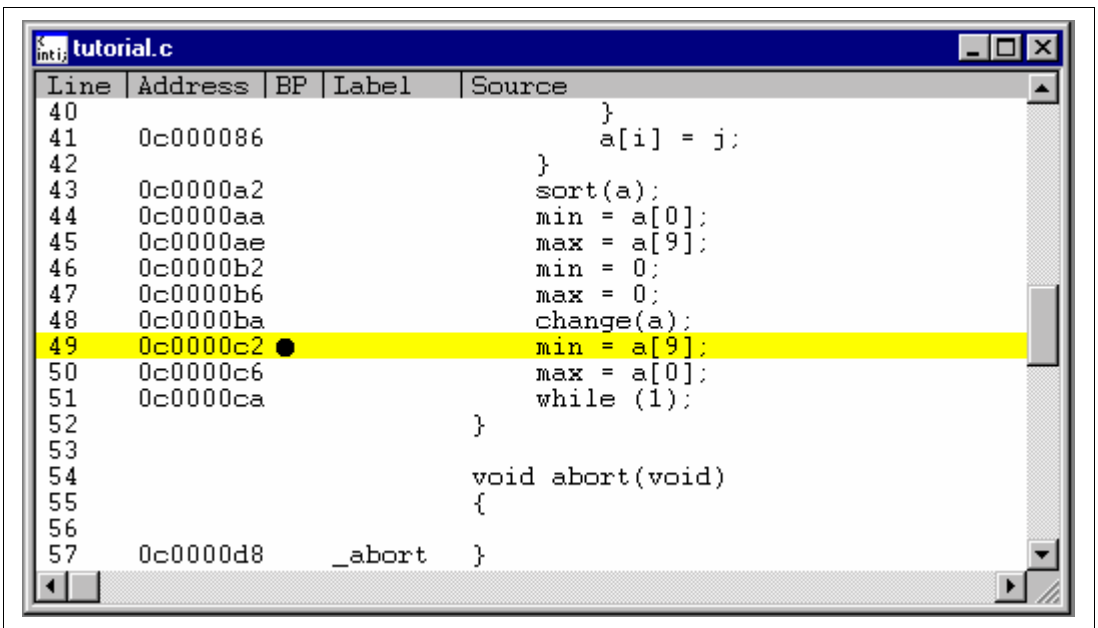 inti; tutorial.c
Line Address BP Label Source
40 }
41 0c000086 a[i] = j;
42 }
43 0c0000a2 sort(a);
44 0c0000aa min = a[0];
45 0c0000ae max = a[9];
46 0c0000b2 min = 0;
47 0c0000b6 max = 0;
48 0c0000ba change(a);
49 0c0000c2 ● min = a[9];
50 0c0000c6 max = a[0];
51 0c0000ca while (1);
52 }
53
54 void abort(void)
55 {
56
57 0c0000d8 _abort }